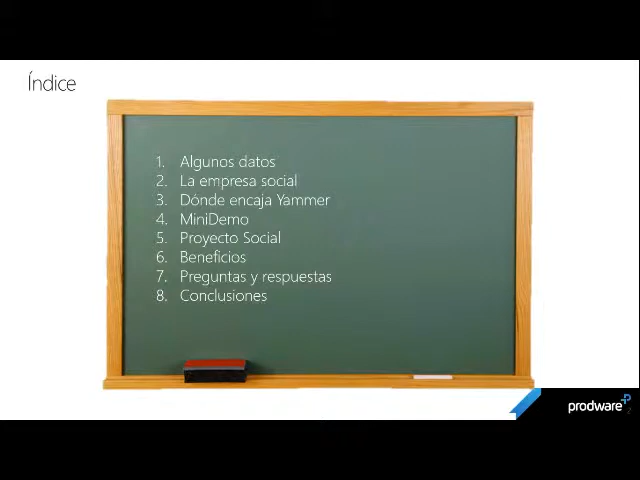 Índice
1. Algunos datos
2. La empresa social
3. Dónde encaja Yammer
4. MiniDemo
5. Proyecto Social
6. Beneficios
7. Preguntas y respuestas
8. Conclusiones
prodware